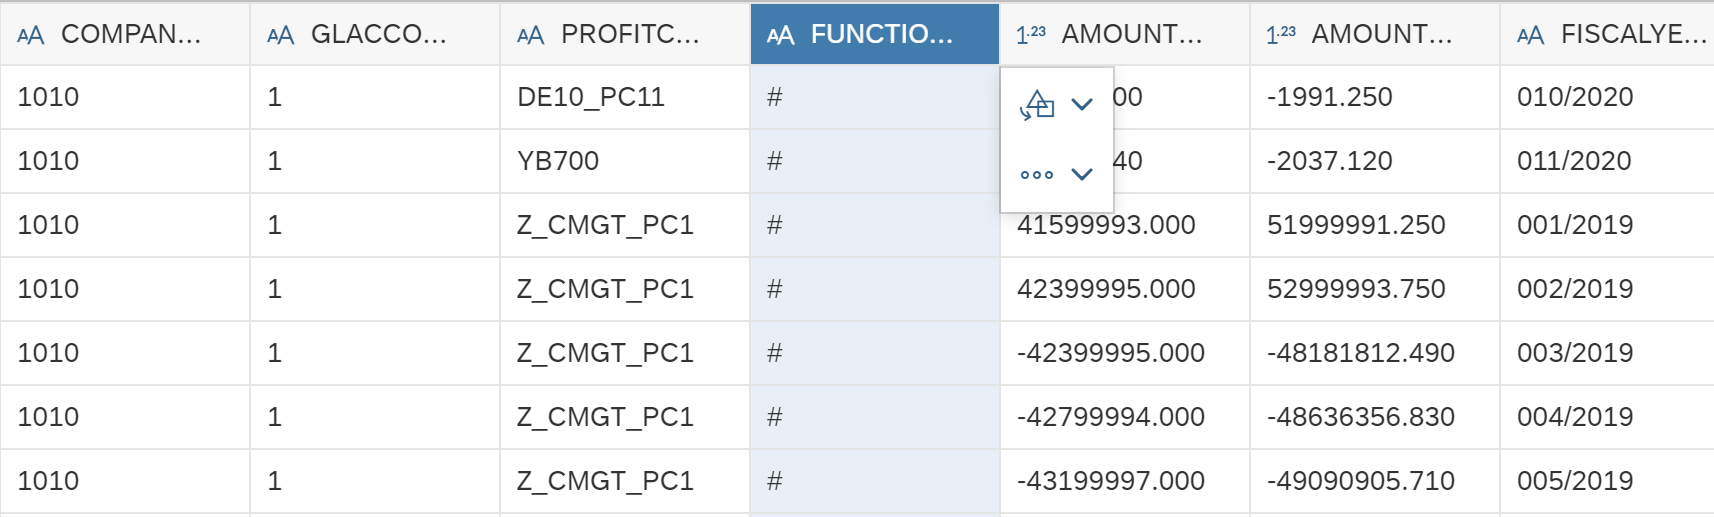 AA COMPAN... AA GLACCO... AA PROFITC... AA FUNCTIO... 1.23 AMOUNT... 1.23 AMOUNT... AA FISCALYE...
1010 1 DE10_PC11 # 00 -1991.250 010/2020
1010 1 YB700 # 40 -2037.120 011/2020
1010 1 Z_CMGT_PC1 # 41599993.000 51999991.250 001/2019
1010 1 Z_CMGT_PC1 # 42399995.000 52999993.750 002/2019
1010 1 Z_CMGT_PC1 # -42399995.000 -48181812.490 003/2019
1010 1 Z_CMGT_PC1 # -42799994.000 -48636356.830 004/2019
1010 1 Z_CMGT_PC1 # -43199997.000 -49090905.710 005/2019